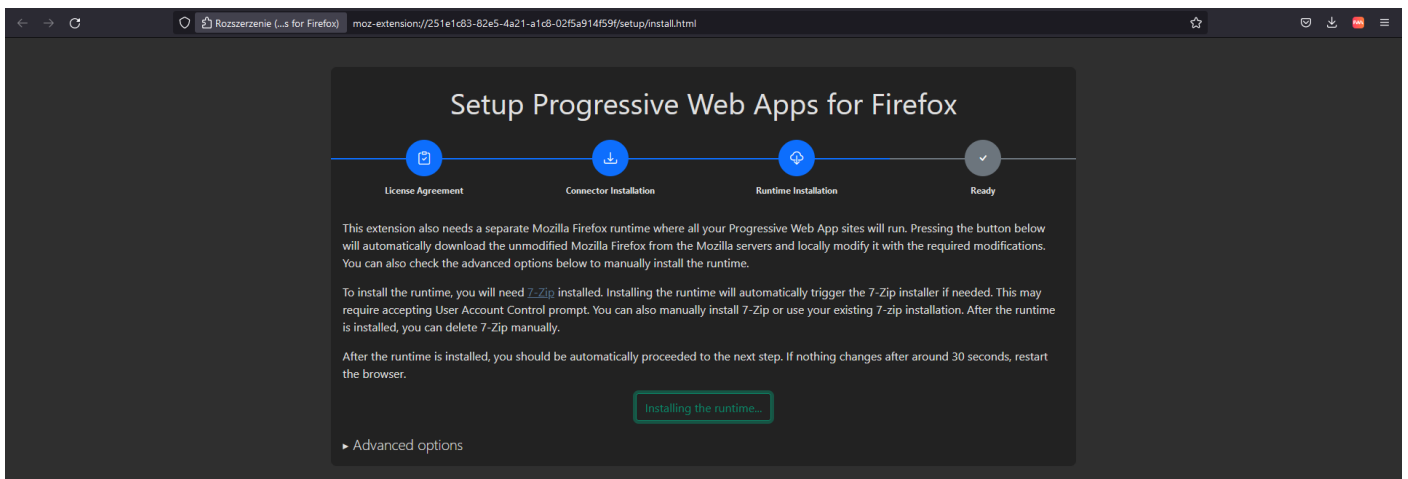 Rozszerzenie (...s for Firefox) moz-extension://251e1c83-82e5-4a21-a1c8-02f5a914f59f/setup/install.html
Setup Progressive Web Apps for Firefox
License Agreement Connector Installation Runtime Installation Ready
This extension also needs a separate Mozilla Firefox runtime where all your Progressive Web App sites will run. Pressing the button below
will automatically download the unmodified Mozilla Firefox from the Mozilla servers and locally modify it with the required modifications.
You can also check the advanced options below to manually install the runtime.
To install the runtime, you will need 7-Zip installed. Installing the runtime will automatically trigger the 7-Zip installer if needed. This may
require accepting User Account Control prompt. You can also manually install 7-Zip or use your existing 7-zip installation. After the runtime
is installed, you can delete 7-Zip manually.
After the runtime is installed, you should be automatically proceeded to the next step. If nothing changes after around 30 seconds, restart
the browser.
Installing the runtime...
▸ Advanced options